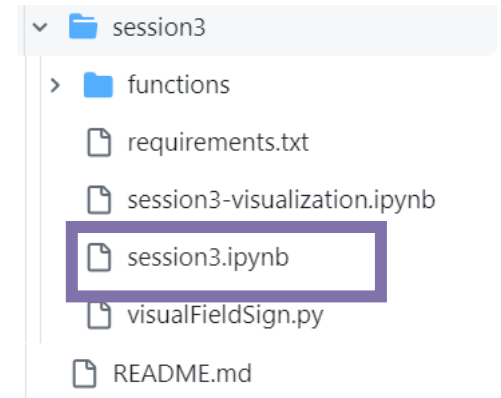 session3
functions
requirements.txt
session3-visualization.ipynb
session3.ipynb
visualFieldSign.py
README.md